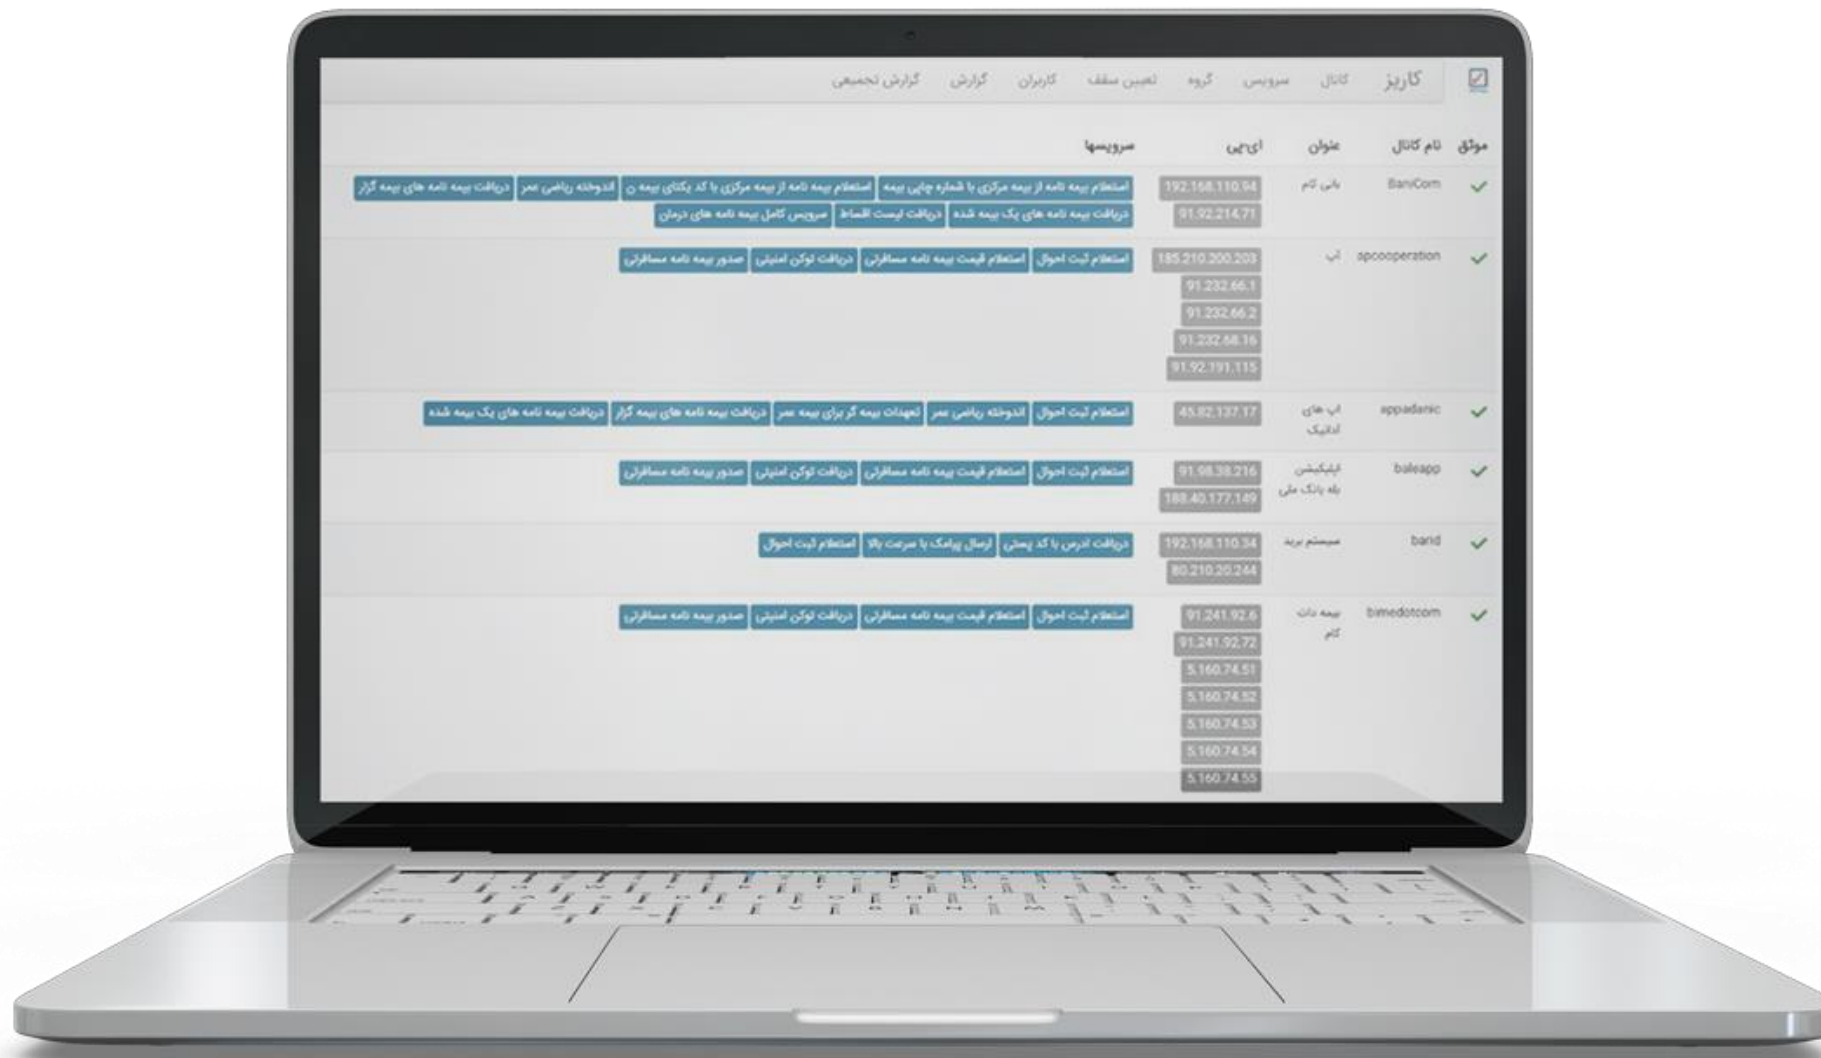 کاریز کانال سرویس گروه تعیین سقف کاربران گزارش گزارش تجمیعی
موثق نام کانال عنوان ای‌پی سرویسها
BaniCom بانی کام 192.168.110.94 استعلام بیمه نامه از بیمه مرکزی با شماره چاپی بیمه استعلام بیمه نامه از بیمه مرکزی با کد یکتای بیمه ن اندوخته ریاضی عمر دریافت بیمه نامه های بیمه گزار
91.92.214.71 دریافت بیمه نامه های یک بیمه شده دریافت لیست اقساط سرویس کامل بیمه نامه های درمان
apcooperation آپ 185.210.200.203 استعلام ثبت احوال استعلام قیمت بیمه نامه مسافرتی دریافت توکن امنیتی صدور بیمه نامه مسافرتی
91.232.66.1
91.232.66.2
91.232.68.16
91.92.191.115
appadanic اپ های 45.82.137.17 استعلام ثبت احوال اندوخته ریاضی عمر تعهدات بیمه گر برای بیمه عمر دریافت بیمه نامه های بیمه گزار دریافت بیمه نامه های یک بیمه شده
آدانیک
baleapp اپلیکیشن 91.98.38.216 استعلام ثبت احوال استعلام قیمت بیمه نامه مسافرتی دریافت توکن امنیتی صدور بیمه نامه مسافرتی
بله بانک ملی 188.40.177.149
barid سیستم برید 192.168.110.34 دریافت ادرس با کد پستی ارسال پیامک با سرعت بالا استعلام ثبت احوال
80.210.20.244
bimedotcom بیمه دات 91.241.92.6 استعلام ثبت احوال استعلام قیمت بیمه نامه مسافرتی دریافت توکن امنیتی صدور بیمه نامه مسافرتی
کام 91.241.92.72
5.160.74.51
5.160.74.52
5.160.74.53
5.160.74.54
5.160.74.55